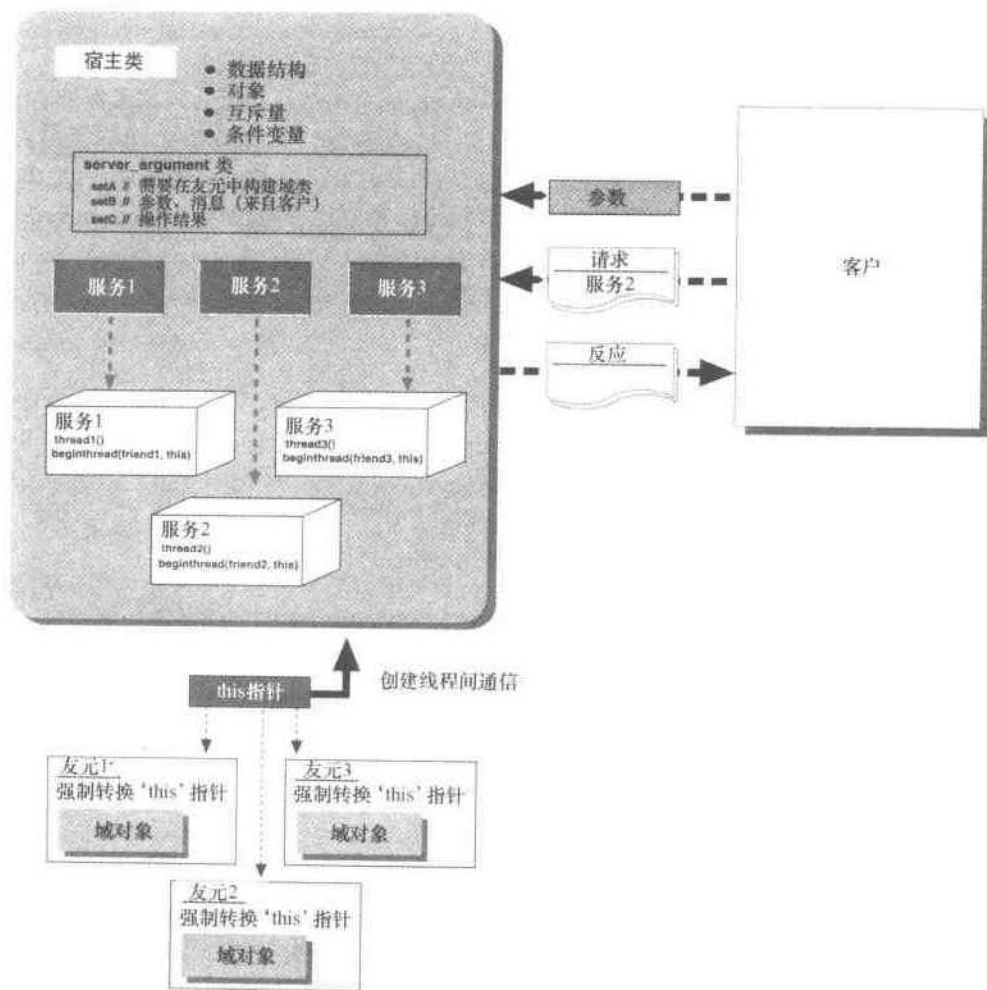 宿主类
● 数据结构
● 对象
● 互斥量
● 条件变量
server_argument 类
setA // 需要在友元中构建域类
setB // 参数、消息（来自客户）
setC // 操作结果
服务1
服务2
服务3
服务1
thread1()
beginthread(friend1, this)
服务3
thread3()
beginthread(friend3, this)
服务2
thread2()
beginthread(friend2, this)
参数
请求
服务2
反应
客户
this指针
创建线程间通信
友元1
强制转换‘this’指针
域对象
友元3
强制转换‘this’指针
域对象
友元2
强制转换‘this’指针
域对象